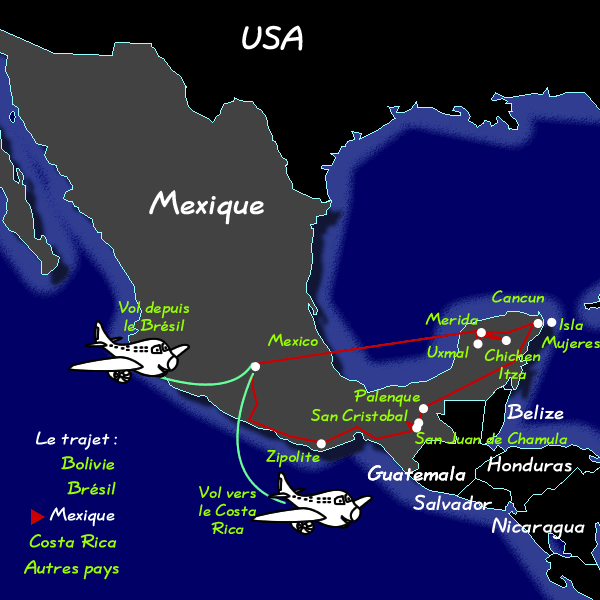 USA
Mexique
Vol depuis
le Brésil
Cancun
Merida
Isla
Mujeres
Mexico
Uxmal
Chichen
Itza
Palenque
San Cristobal
Belize
San Juan de Chamula
Zipolite
Guatemala
Honduras
Salvador
Nicaragua
Vol vers
le Costa
Rica
Le trajet :
Bolivie
Brésil
Mexique
Costa Rica
Autres pays